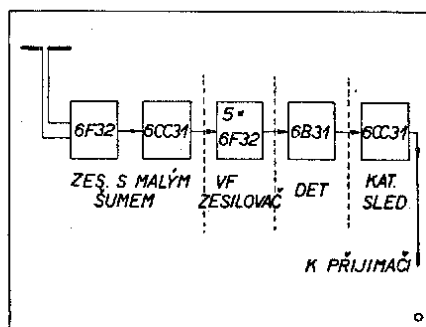 6F32 6CC31 5× 6F32 6B31 6CC31
ZES. S MALÝM ŠUMEM
VF ZESILOVAČ
DET
KAT. SLED.
K PŘIJIMAČI